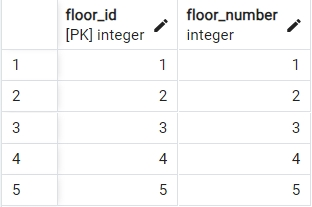 floor_id floor_number
[PK] integer integer
1 1 1
2 2 2
3 3 3
4 4 4
5 5 5